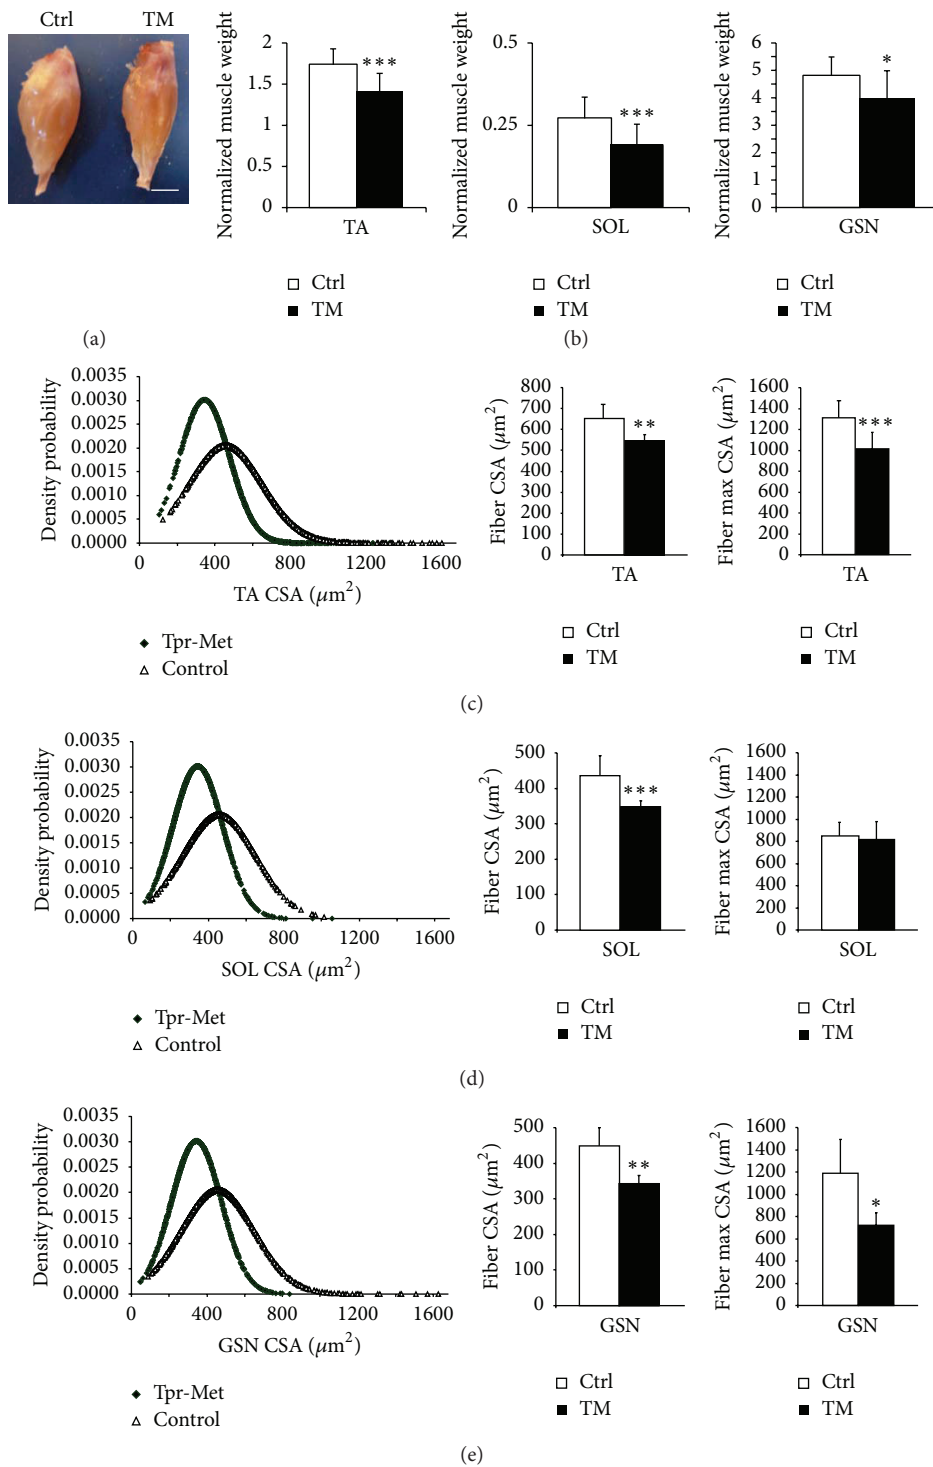 Ctrl TM
Normalized muscle weight
2
1.5
1
0.5
0
***
TA
Ctrl
TM
Normalized muscle weight
0.5
0.25
0
***
SOL
Ctrl
TM
Normalized muscle weight
6
5
4
3
2
1
0
*
GSN
Ctrl
TM
(a)
(b)
Density probability
0.0035
0.0030
0.0025
0.0020
0.0015
0.0010
0.0005
0.0000
0 400 800 1200 1600
TA CSA (μm²)
Tpr-Met
Control
Fiber CSA (μm²)
800
700
600
500
400
300
200
100
0
**
TA
Ctrl
TM
Fiber max CSA (μm²)
1600
1400
1200
1000
800
600
400
200
0
***
TA
Ctrl
TM
(c)
Density probability
0.0035
0.0030
0.0025
0.0020
0.0015
0.0010
0.0005
0.0000
0 400 800 1200 1600
SOL CSA (μm²)
Tpr-Met
Control
Fiber CSA (μm²)
500
400
300
200
100
0
***
SOL
Ctrl
TM
Fiber max CSA (μm²)
1600
1400
1200
1000
800
600
400
200
0
SOL
Ctrl
TM
(d)
Density probability
0.0035
0.0030
0.0025
0.0020
0.0015
0.0010
0.0005
0.0000
0 400 800 1200 1600
GSN CSA (μm²)
Tpr-Met
Control
Fiber CSA (μm²)
500
400
300
200
100
0
**
GSN
Ctrl
TM
Fiber max CSA (μm²)
1600
1400
1200
1000
800
600
400
200
0
*
GSN
Ctrl
TM
(e)